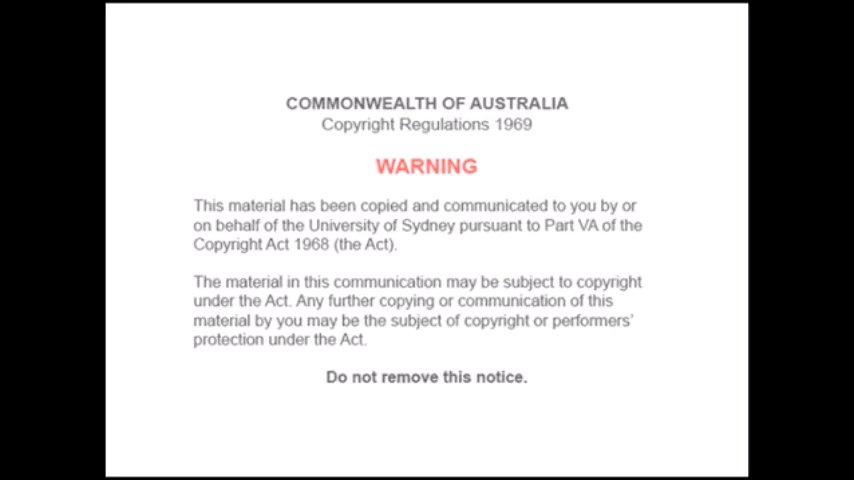 COMMONWEALTH OF AUSTRALIA
Copyright Regulations 1969
WARNING
This material has been copied and communicated to you by or
on behalf of the University of Sydney pursuant to Part VA of the
Copyright Act 1968 (the Act).
The material in this communication may be subject to copyright
under the Act. Any further copying or communication of this
material by you may be the subject of copyright or performers'
protection under the Act.
Do not remove this notice.